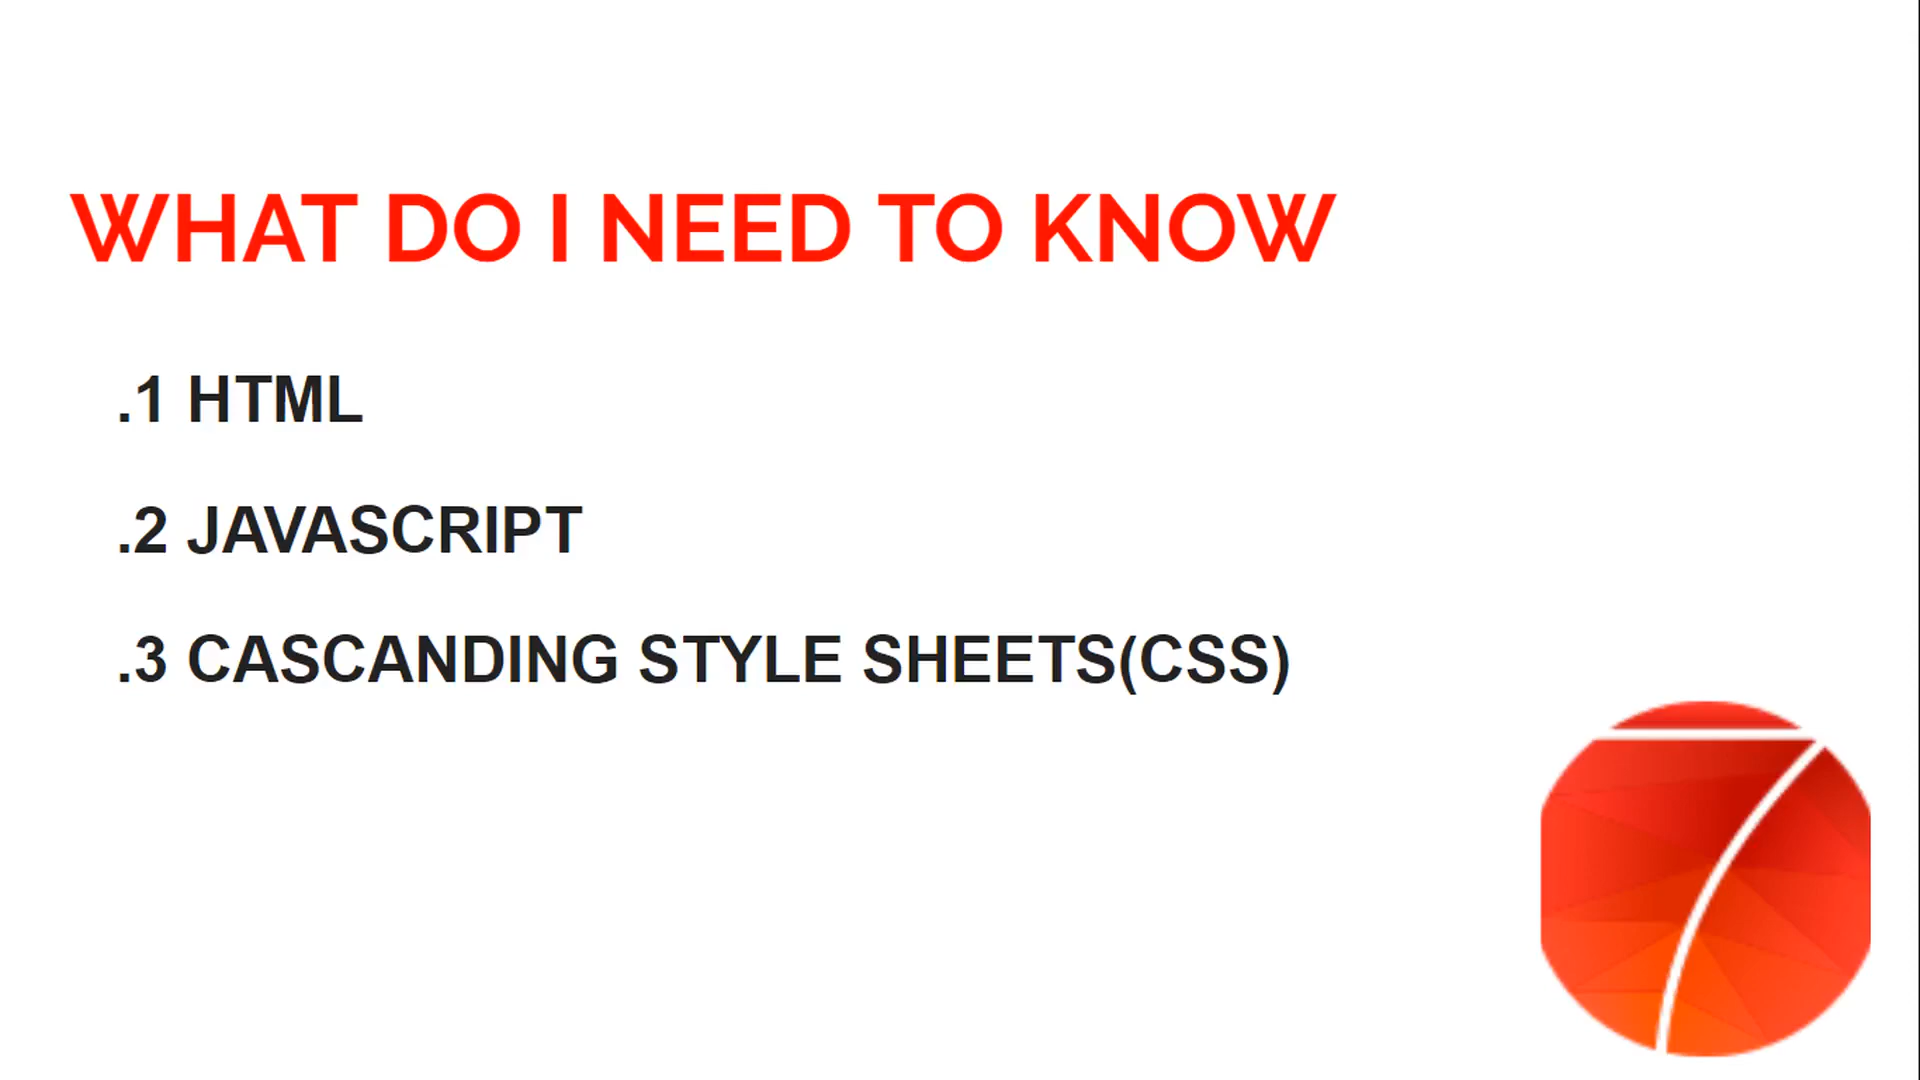 WHAT DO I NEED TO KNOW
.1 HTML
.2 JAVASCRIPT
.3 CASCANDING STYLE SHEETS(CSS)